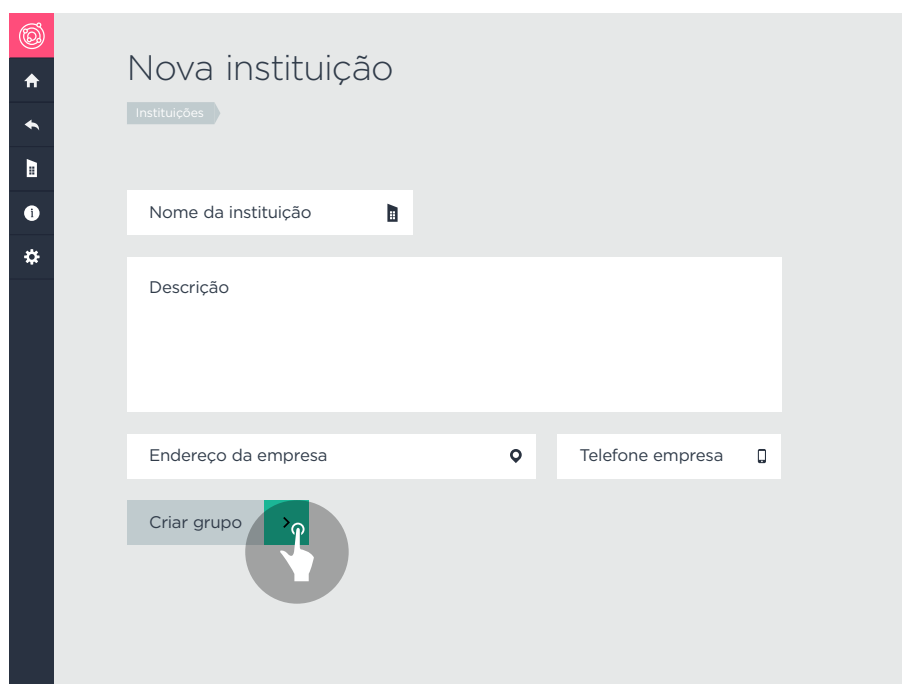 Nova instituição
Instituições
Nome da instituição
Descrição
Endereço da empresa
Telefone empresa
Criar grupo